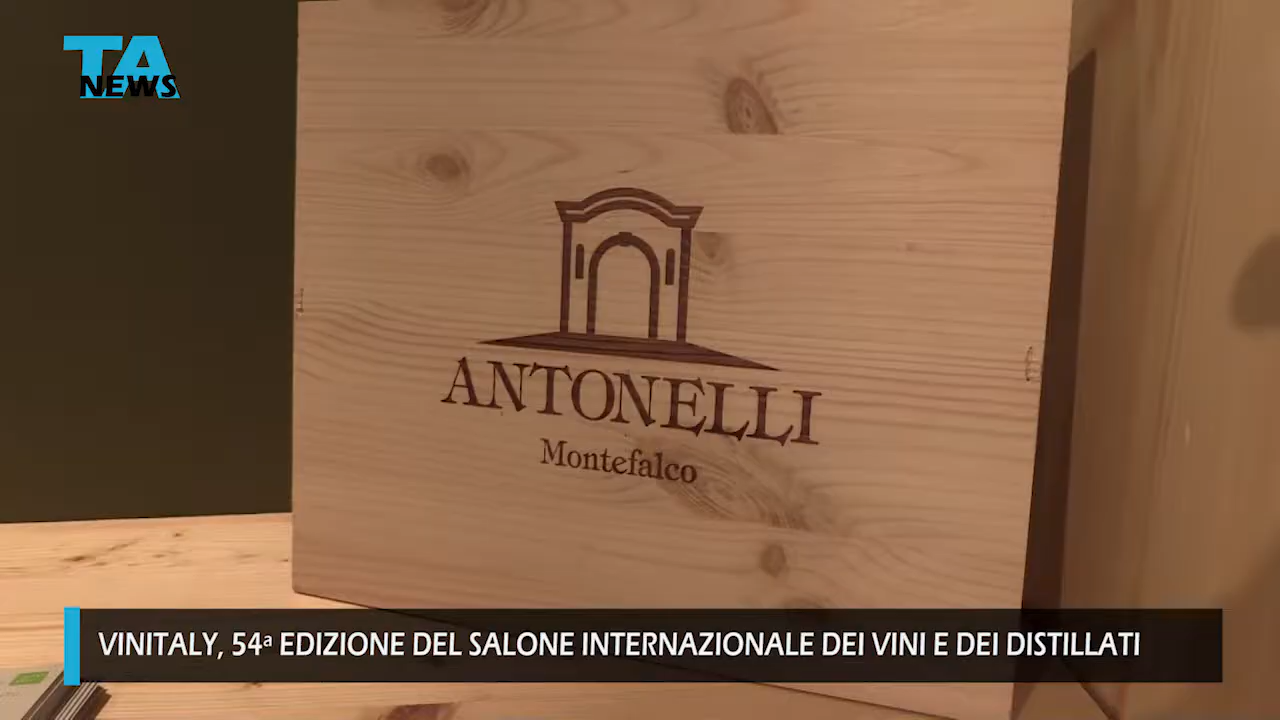 TA
NEWS
ANTONELLI
Montefalco
VINITALY, 54ª EDIZIONE DEL SALONE INTERNAZIONALE DEI VINI E DEI DISTILLATI